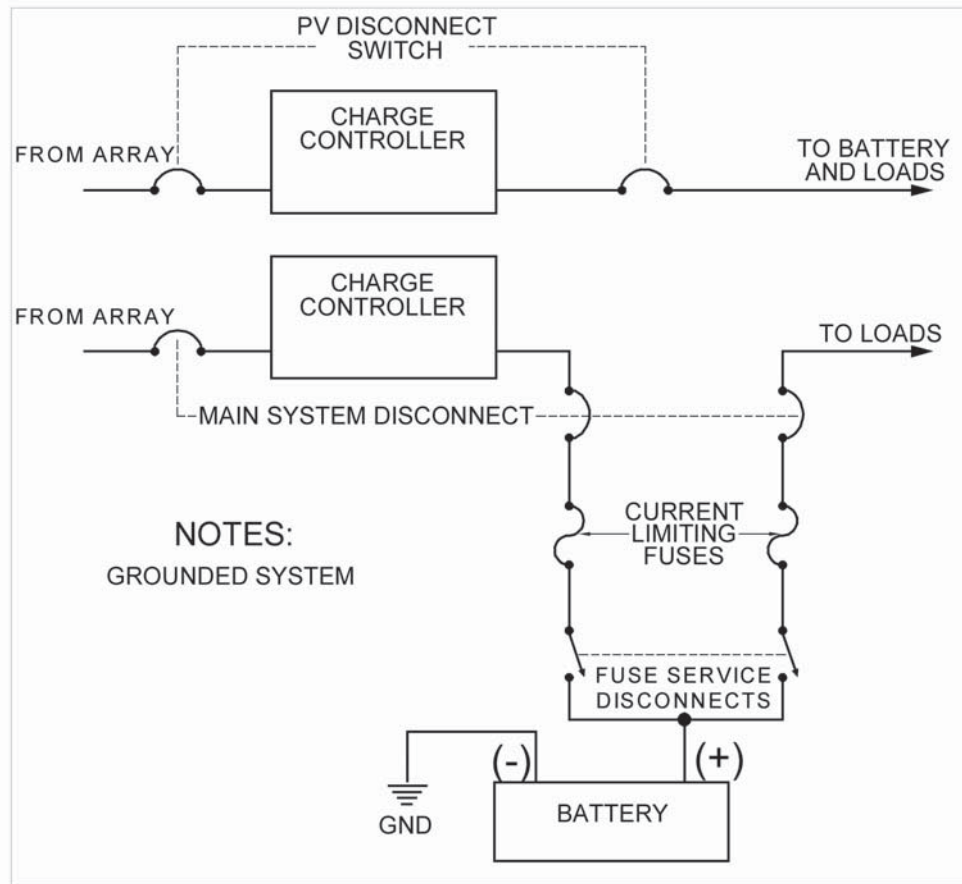 PV DISCONNECT
SWITCH
CHARGE
CONTROLLER
FROM ARRAY
TO BATTERY
AND LOADS
CHARGE
CONTROLLER
FROM ARRAY
TO LOADS
MAIN SYSTEM DISCONNECT
CURRENT
LIMITING
FUSES
NOTES:
GROUNDED SYSTEM
FUSE SERVICE
DISCONNECTS
(-)
(+)
BATTERY
GND